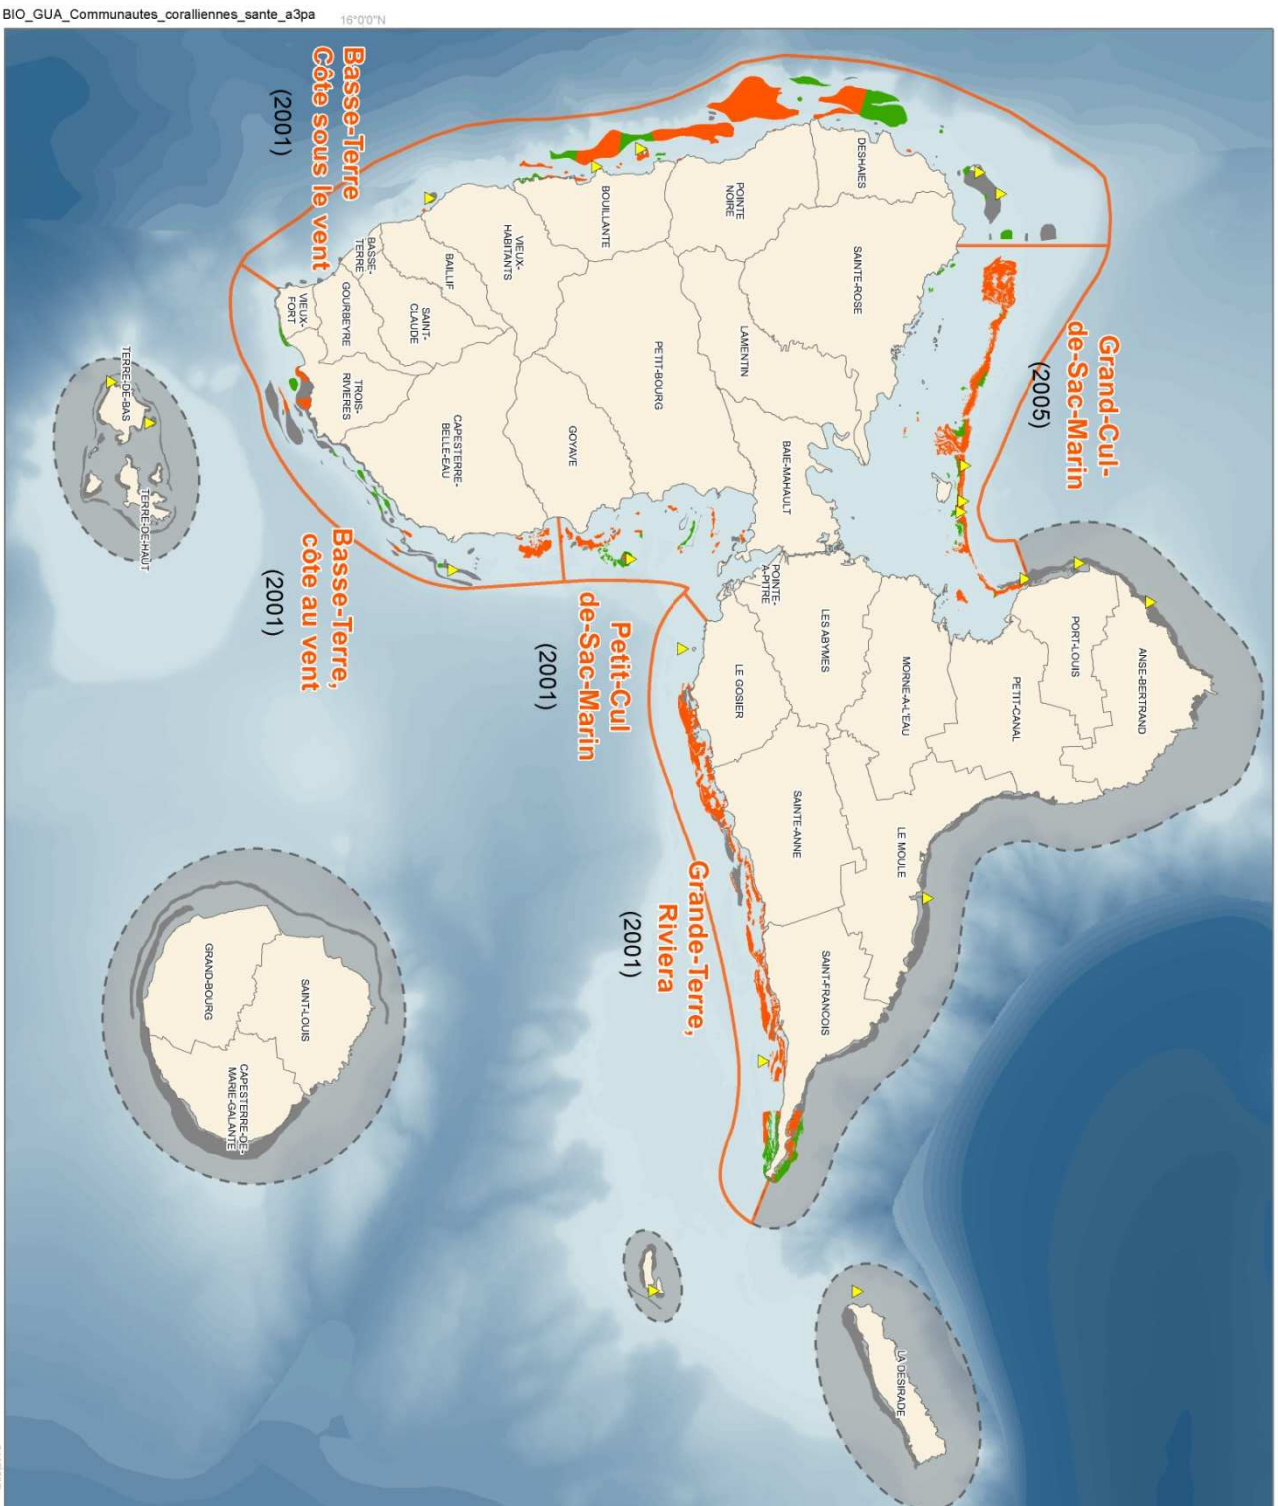 BIO_GUA_Communautes_coralliennes_sante_a3pa
16°0'0"N
Grand-Cul-
de-Sac-Marin
(2005)
ANSE-BERTRAND
PORT-LOUIS
PETIT-CANAL
MORNE-A-L'EAU
LE MOULE
LES ABYMES
POINTE-
A-PITRE
LE GOSIER
SAINTE-ANNE
SAINT-FRANCOIS
LA DESIRADE
DESHAIES
SAINTE-ROSE
POINTE
NOIRE
LAMENTIN
BAIE-MAHAULT
BOUILLANTE
PETIT-BOURG
VIEUX-
HABITANTS
GOYAVE
BAILLIF
SAINT-
CLAUDE
BASSE-
TERRE
GOURBEYRE
CAPESTERRE-
BELLE-EAU
VIEUX-
FORT
TROIS-
RIVIERES
Basse-Terre
Côte sous le vent
(2001)
Petit-Cul
de-Sac-Marin
(2001)
Grande-Terre,
Riviera
(2001)
Basse-Terre,
côte au vent
(2001)
TERRE-DE-BAS
TERRE-DE-HAUT
SAINT-LOUIS
GRAND-BOURG
CAPESTERRE-DE-
MARIE-GALANTE